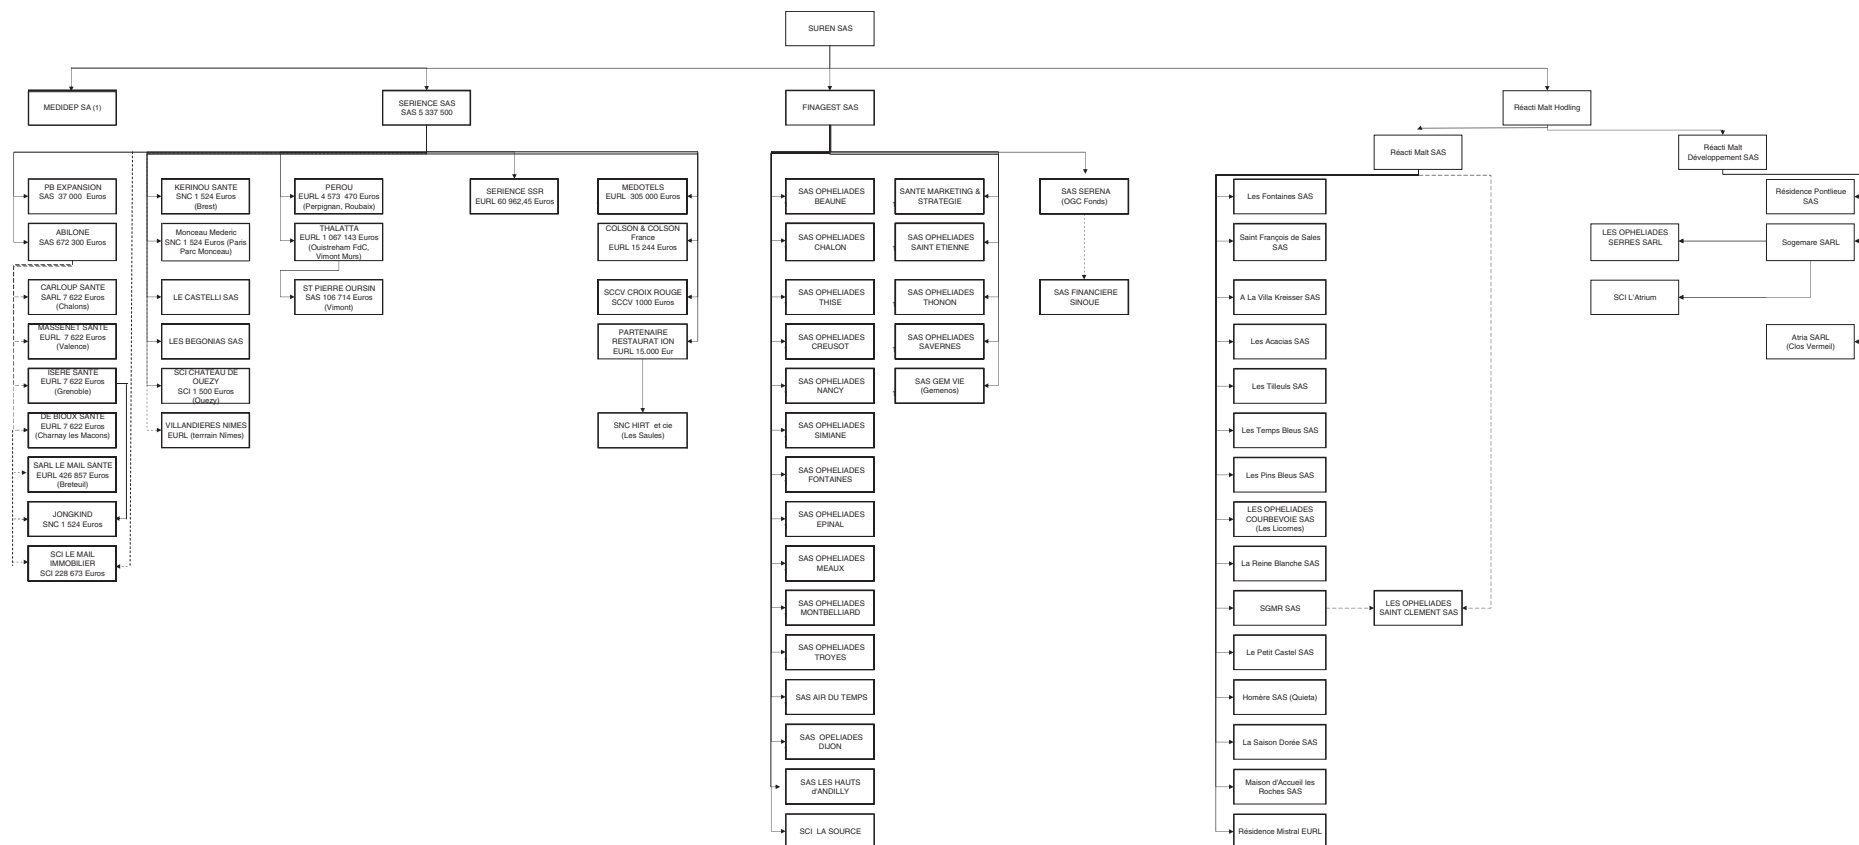 SUREN SAS
MEDIDEP SA (1)
SERIENCE SAS
SAS 5 337 500
FINAGEST SAS
Réacti Malt Hodling
Réacti Malt SAS
Réacti Malt
Développement SAS
PB EXPANSION
SAS 37 000 Euros
ABILONE
SAS 672 300 Euros
CARLOUP SANTE
SARL 7 622 Euros
(Chalons)
MASSENET SANTE
EURL 7 622 Euros
(Valence)
ISERE SANTE
EURL 7 622 Euros
(Grenoble)
DE BIOUX SANTE
EURL 7 622 Euros
(Charnay les Macons)
SARL LE MAIL SANTE
EURL 426 857 Euros
(Breteuil)
JONGKIND
SNC 1 524 Euros
SCI LE MAIL
IMMOBILIER
SCI 228 673 Euros
KERINOU SANTE
SNC 1 524 Euros
(Brest)
Monceau Mederic
SNC 1 524 Euros (Paris
Parc Monceau)
LE CASTELLI SAS
LES BEGONIAS SAS
SCI CHATEAU DE
OUEZY
SCI 1 500 Euros
(Ouezy)
VILLANDIERES NIMES
EURL (terrain Nîmes)
PEROU
EURL 4 573 470 Euros
(Perpignan, Roubaix)
THALATTA
EURL 1 067 143 Euros
(Ouistreham FdC,
Vimont Murs)
ST PIERRE OURSIN
SAS 106 714 Euros
(Vimont)
SERIENCE SSR
EURL 60 962,45 Euros
MEDOTELS
EURL 305 000 Euros
COLSON & COLSON
France
EURL 15 244 Euros
SCCV CROIX ROUGE
SCCV 1000 Euros
PARTENAIRE
RESTAURAT ION
EURL 15.000 Eur
SNC HIRT et cie
(Les Saules)
SAS OPHELIADES
BEAUNE
SAS OPHELIADES
CHALON
SAS OPHELIADES
THISE
SAS OPHELIADES
CREUSOT
SAS OPHELIADES
NANCY
SAS OPHELIADES
SIMIANE
SAS OPHELIADES
FONTAINES
SAS OPHELIADES
EPINAL
SAS OPHELIADES
MEAUX
SAS OPHELIADES
MONTBELLIARD
SAS OPHELIADES
TROYES
SAS AIR DU TEMPS
SAS OPELIADES
DIJON
SAS LES HAUTS
d'ANDILLY
SCI LA SOURCE
SANTE MARKETING &
STRATEGIE
SAS OPHELIADES
SAINT ETIENNE
SAS OPHELIADES
THONON
SAS OPHELIADES
SAVERNES
SAS GEM VIE
(Gemenos)
SAS SERENA
(OGC Fonds)
SAS FINANCIERE
SINOUE
Les Fontaines SAS
Saint François de Sales
SAS
A La Villa Kreisser SAS
Les Acacias SAS
Les Tilleuls SAS
Les Temps Bleus SAS
Les Pins Bleus SAS
LES OPHELIADES
COURBEVOIE SAS
(Les Licornes)
La Reine Blanche SAS
SGMR SAS
Le Petit Castel SAS
Homère SAS (Quieta)
La Saison Dorée SAS
Maison d'Accueil les
Roches SAS
Résidence Mistral EURL
LES OPHELIADES
SAINT CLEMENT SAS
LES OPHELIADES
SERRES SARL
SCI L'Atrium
Résidence Pontlieue
SAS
Sogemare SARL
Atria SARL
(Clos Vermeil)